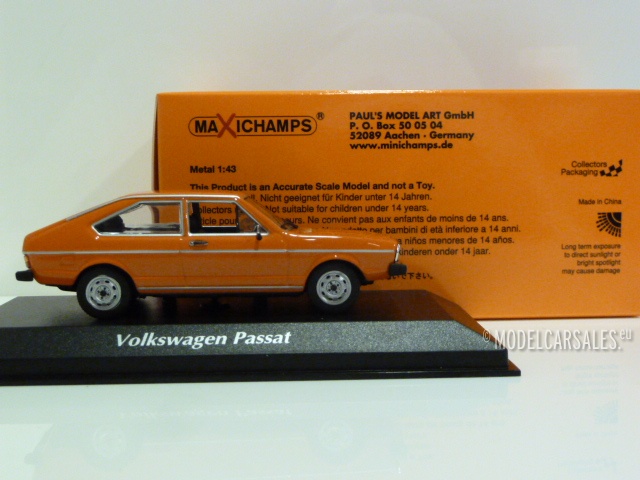 MAXICHAMPS®
PAUL'S MODEL ART GmbH
P. O. Box 50 05 04
52089 Aachen - Germany
www.minichamps.de
Metal 1:43
This Product is an Accurate Scale Model and not a Toy.
Nicht geeignet für Kinder unter 14 Jahren.
Collectors Not suitable for children under 14 years.
Ne convient pas aux enfants de moins de 14 ans.
per bambini di età inferiore a 14 anni.
niños menores de 14 años.
kinderen onder 14 jaar.
Collectors
Packaging
Made in China
Long term exposure
to direct sunlight or
bright spotlight
may cause damage
Volkswagen Passat
© MODELCARSALES.eu